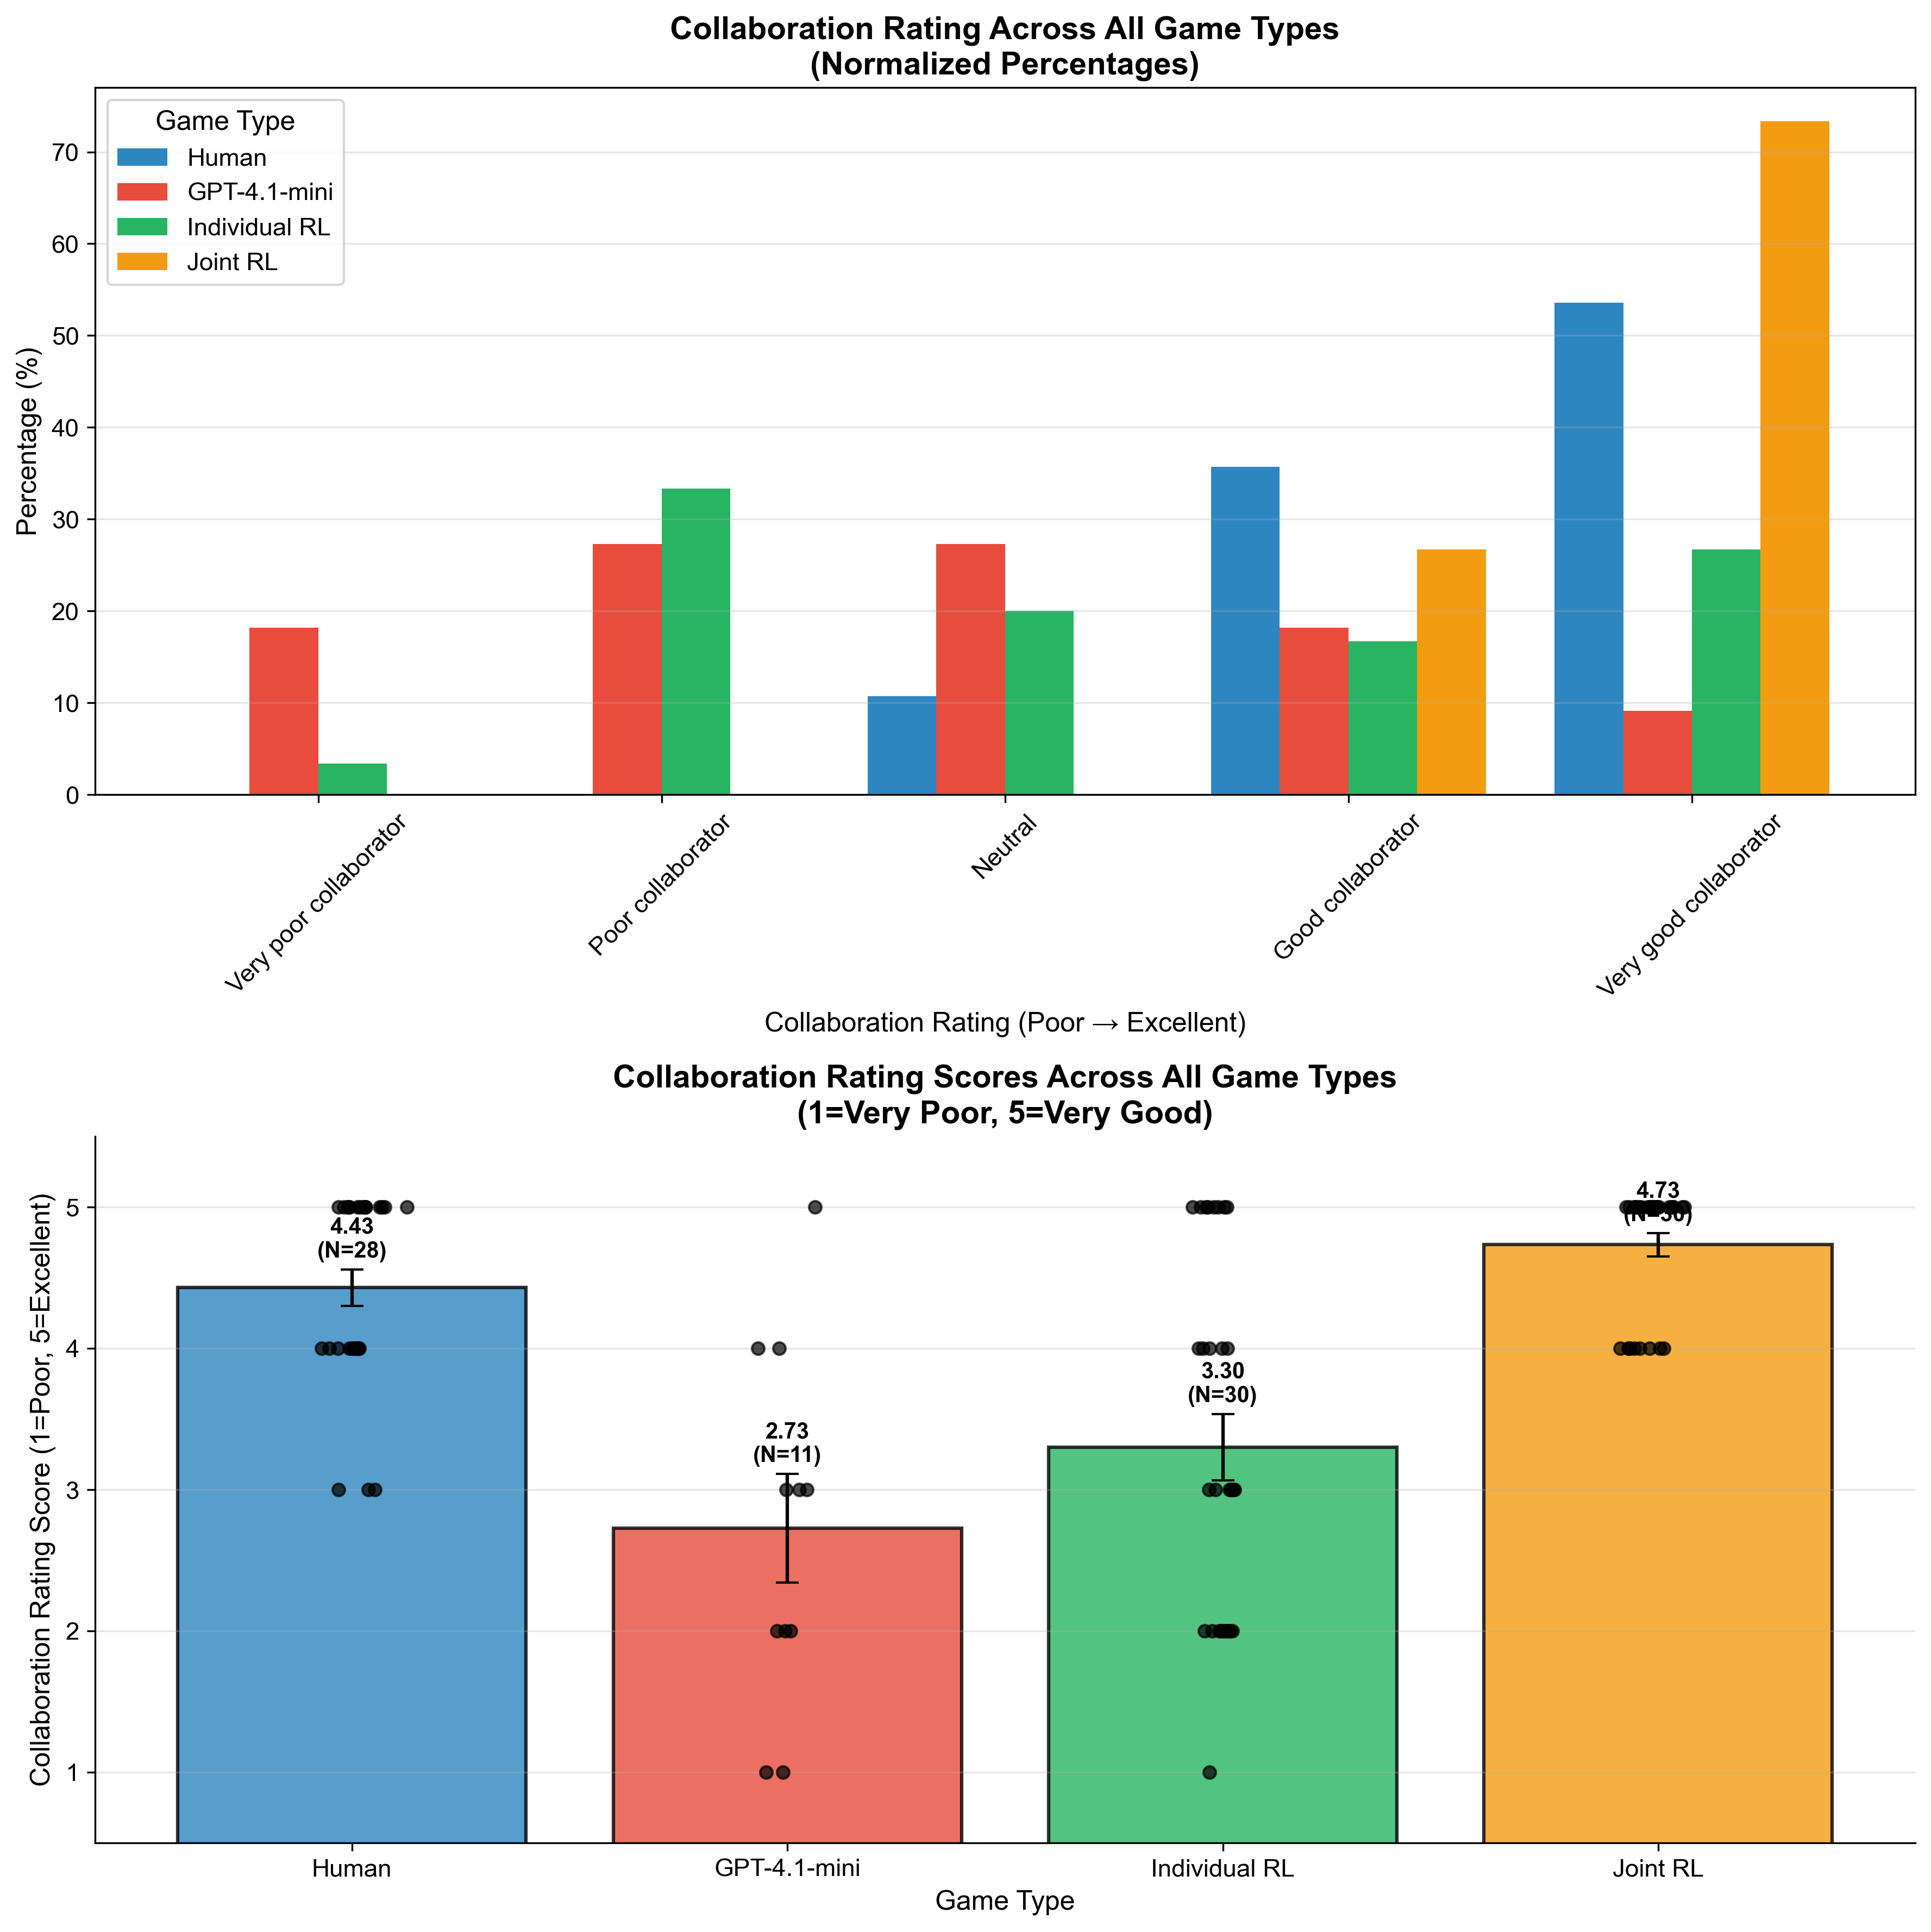 Collaboration Rating Across All Game Types
(Normalized Percentages)
Game Type
Human
GPT-4.1-mini
Individual RL
Joint RL
Percentage (%)
70
60
50
40
30
20
10
0
Very poor collaborator
Poor collaborator
Neutral
Good collaborator
Very good collaborator
Collaboration Rating (Poor → Excellent)
Collaboration Rating Scores Across All Game Types
(1=Very Poor, 5=Very Good)
Collaboration Rating Score (1=Poor, 5=Excellent)
5
4
3
2
1
4.43
(N=28)
2.73
(N=11)
3.30
(N=30)
4.73
(N=30)
Human
GPT-4.1-mini
Individual RL
Joint RL
Game Type